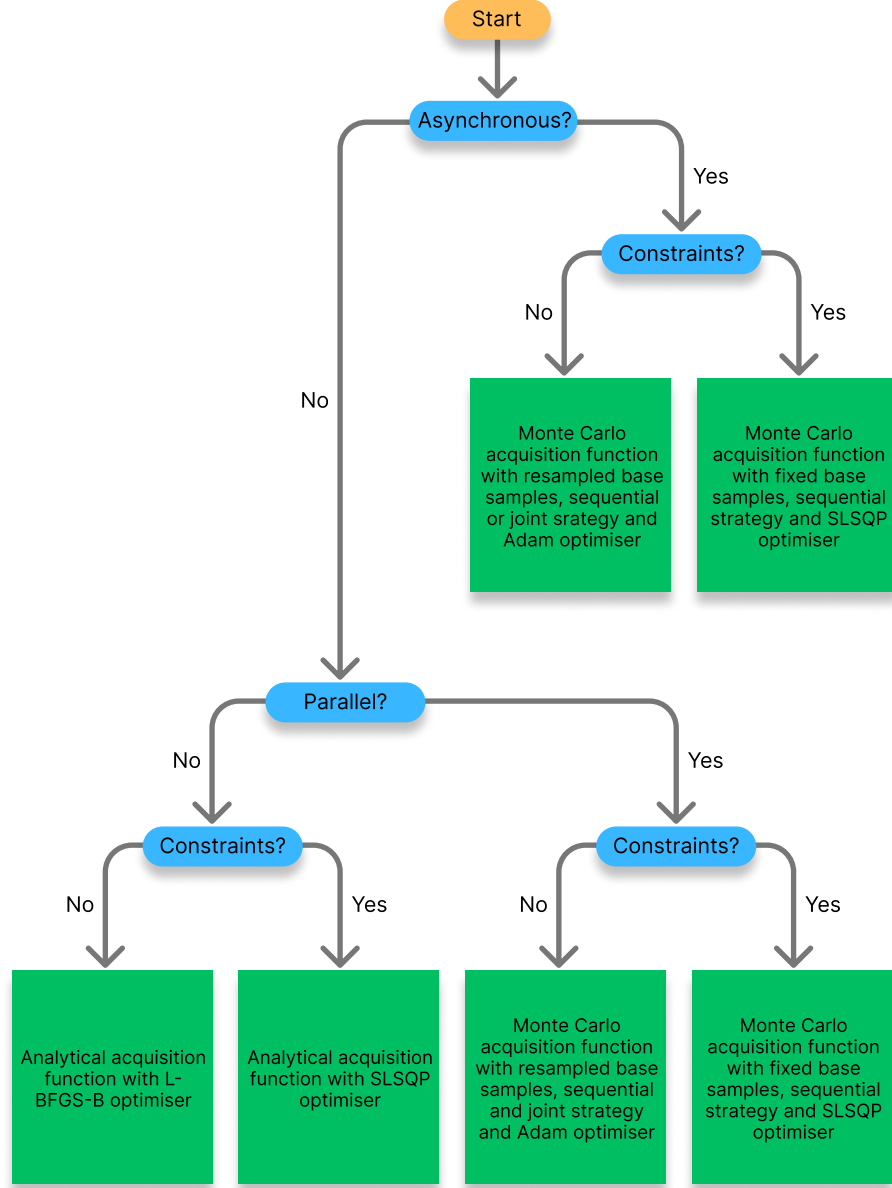 Start
Asynchronous?
Yes
Constraints?
No
Yes
No
Monte Carlo
acquisition function
with resampled base
samples, sequential
or joint srategy and
Adam optimiser
Monte Carlo
acquisition function
with fixed base
samples, sequential
strategy and SLSQP
optimiser
Parallel?
No
Yes
Constraints?
Constraints?
No
Yes
No
Yes
Analytical acquisition
function with L-
BFGS-B optimiser
Analytical acquisition
function with SLSQP
optimiser
Monte Carlo
acquisition function
with resampled base
samples, sequential
and joint strategy
and Adam optimiser
Monte Carlo
acquisition function
with fixed base
samples, sequential
strategy and SLSQP
optimiser